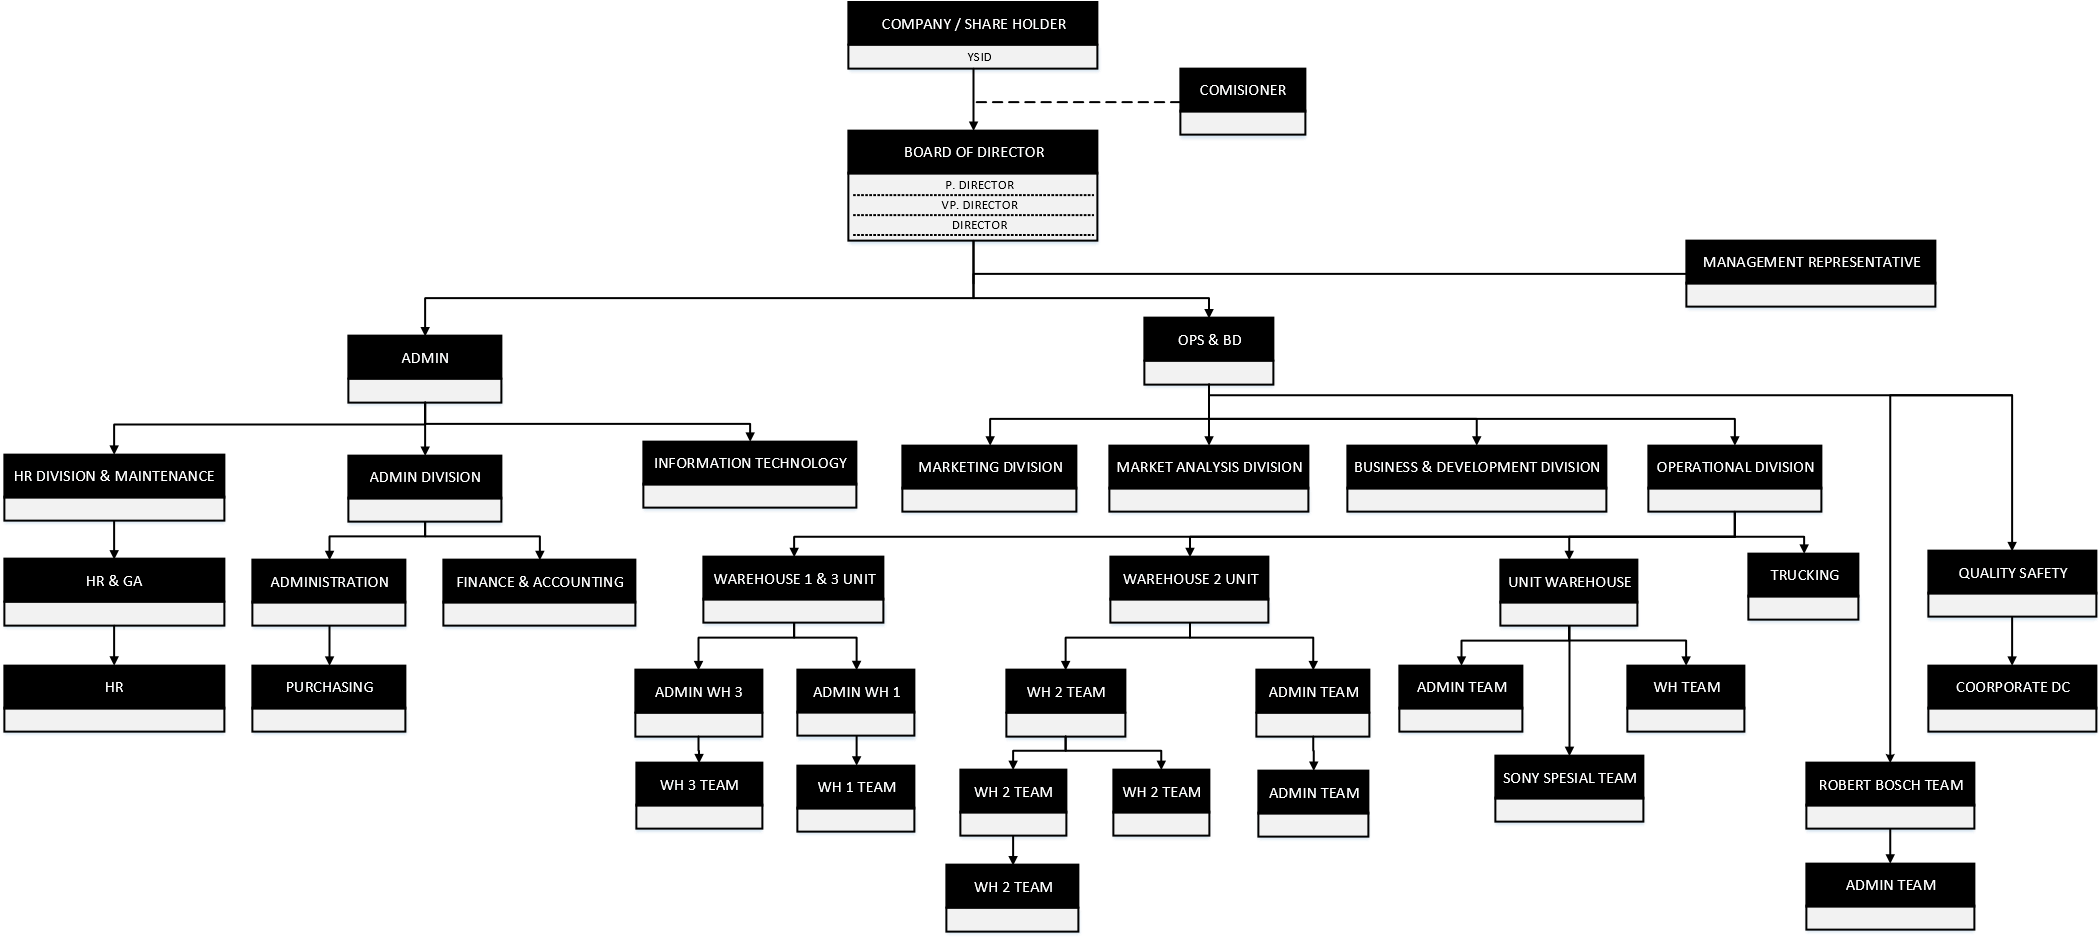 COMPANY / SHARE HOLDER
YSID
COMISIONER
BOARD OF DIRECTOR
P. DIRECTOR
VP. DIRECTOR
DIRECTOR
MANAGEMENT REPRESENTATIVE
ADMIN
OPS & BD
HR DIVISION & MAINTENANCE
ADMIN DIVISION
INFORMATION TECHNOLOGY
MARKETING DIVISION
MARKET ANALYSIS DIVISION
BUSINESS & DEVELOPMENT DIVISION
OPERATIONAL DIVISION
HR & GA
ADMINISTRATION
FINANCE & ACCOUNTING
WAREHOUSE 1 & 3 UNIT
WAREHOUSE 2 UNIT
UNIT WAREHOUSE
TRUCKING
QUALITY SAFETY
HR
PURCHASING
ADMIN WH 3
ADMIN WH 1
WH 2 TEAM
ADMIN TEAM
ADMIN TEAM
WH TEAM
COORPORATE DC
WH 3 TEAM
WH 1 TEAM
WH 2 TEAM
WH 2 TEAM
ADMIN TEAM
SONY SPESIAL TEAM
ROBERT BOSCH TEAM
WH 2 TEAM
ADMIN TEAM